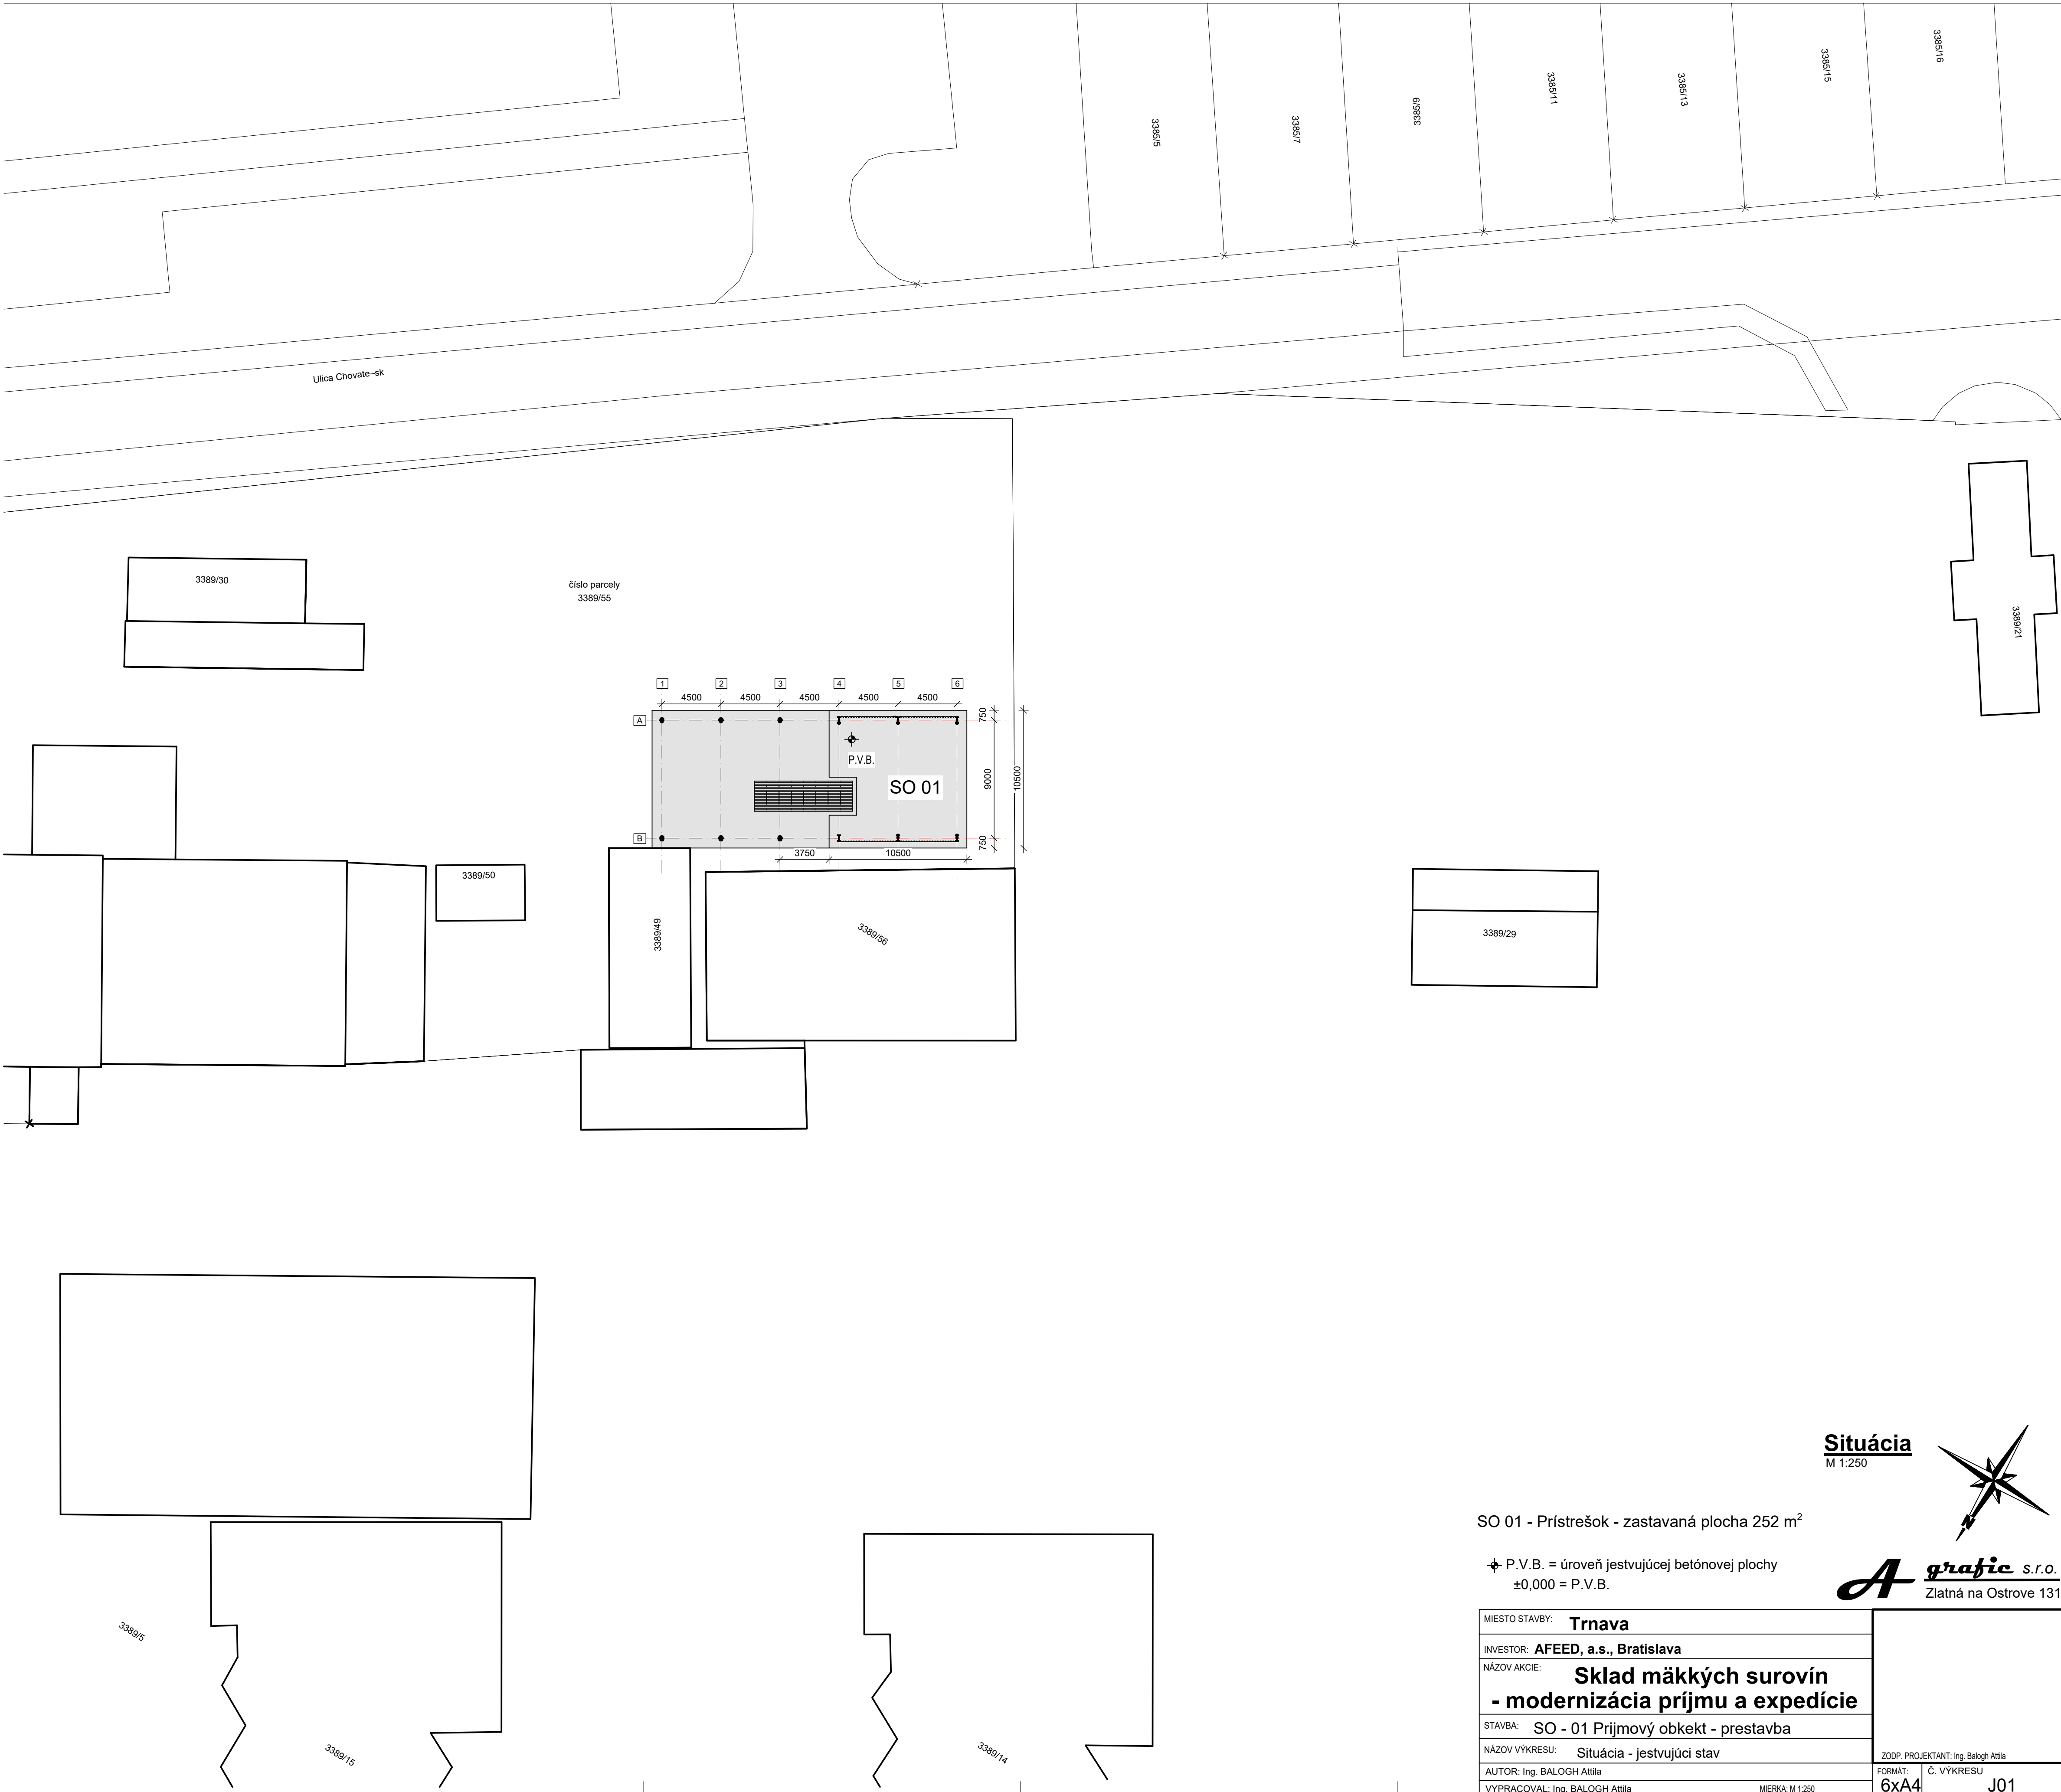 3385/5
3385/7
3385/9
3385/11
3385/13
3385/15
3385/16
Ulica Chovate–sk
3389/30
číslo parcely
3389/55
3389/21
1 2 3 4 5 6
4500 4500 4500 4500 4500
A
750
P.V.B.
SO 01
9000
10500
B
750
3750 10500
3389/50
3389/49
3389/56
3389/29
3389/5
3389/15
3389/14
Situácia
M 1:250
N
SO 01 - Prístrešok - zastavaná plocha 252 m²
P.V.B. = úroveň jestvujúcej betónovej plochy
±0,000 = P.V.B.
A grafic s.r.o.
Zlatná na Ostrove 131
MIESTO STAVBY: Trnava
INVESTOR: AFEED, a.s., Bratislava
NÁZOV AKCIE: Sklad mäkkých surovín
- modernizácia príjmu a expedície
STAVBA: SO - 01 Prijmový obkekt - prestavba
NÁZOV VÝKRESU: Situácia - jestvujúci stav
ZODP. PROJEKTANT: Ing. Balogh Attila
AUTOR: Ing. BALOGH Attila
FORMÁT: 6xA4
Č. VÝKRESU J01
VYPRACOVAL: Ing. BALOGH Attila MIERKA: M 1:250